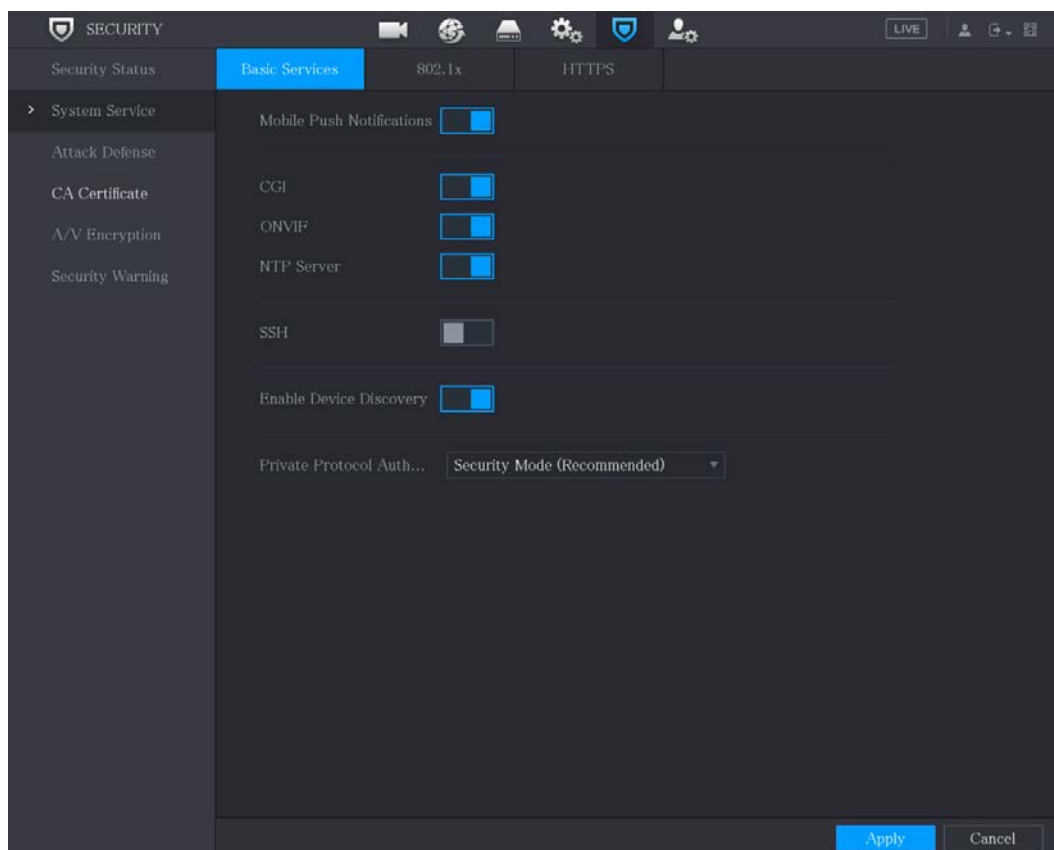 SECURITY
LIVE
Security Status
Basic Services
802.1x
HTTPS
System Service
Mobile Push Notifications
Attack Defense
CA Certificate
CGI
A/V Encryption
ONVIF
Security Warning
NTP Server
SSH
Enable Device Discovery
Private Protocol Auth...
Security Mode (Recommended)
Apply
Cancel